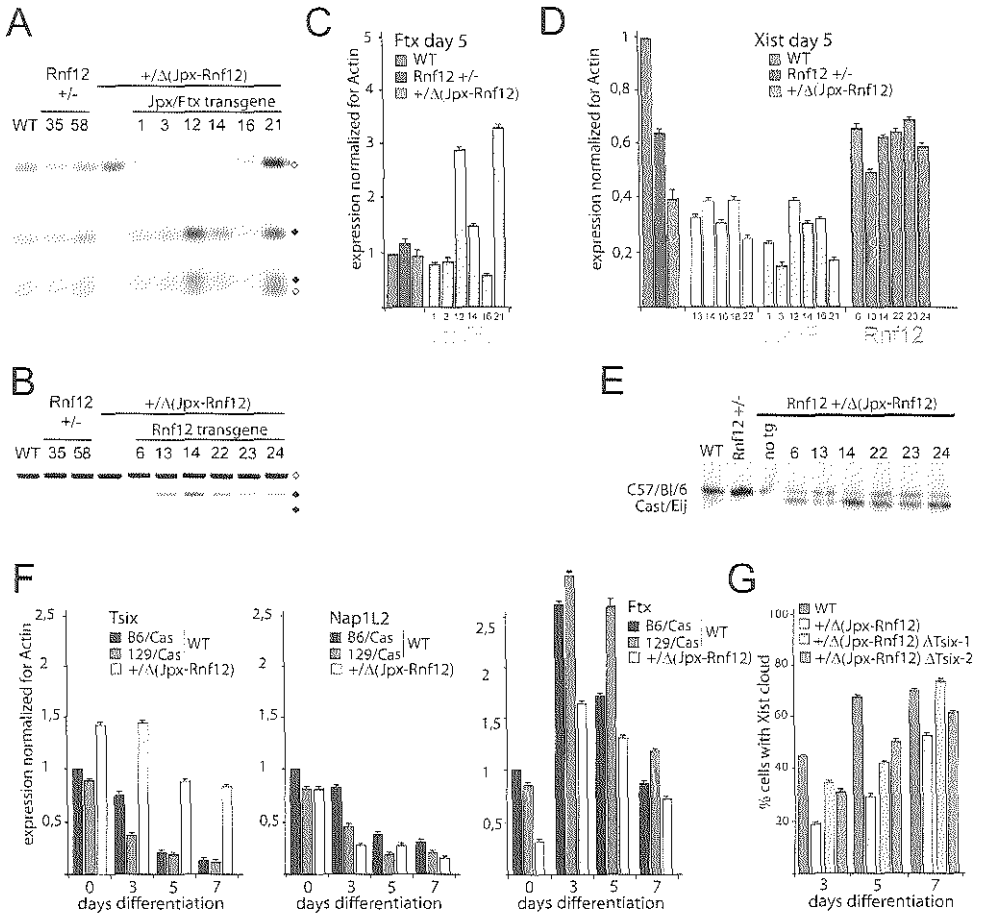 A
Rnf12
+/-
+/Δ(Jpx-Rnf12)
Jpx/Ftx transgene
WT 35 58 1 3 12 14 16 21
B
Rnf12
+/-
+/Δ(Jpx-Rnf12)
Rnf12 transgene
WT 35 58 6 13 14 22 23 24
C
Ftx day 5
WT
Rnf12 +/-
+/Δ(Jpx-Rnf12)
expression normalized for Actin
5
4
3
2
1
1 2 12 14 16 21
D
Xist day 5
WT
Rnf12 +/-
+/Δ(Jpx-Rnf12)
expression normalized for Actin
1
0,8
0,6
0,4
0,2
13 14 16 18 22 1 3 12 14 16 21 6 13 14 22 23 24
Rnf12
E
Rnf12 +/Δ(Jpx-Rnf12)
WT Rnf12 +/- no tg 6 13 14 22 23 24
C57/Bl/6
Cast/Eij
F
Tsix
B6/Cas
129/Cas
WT
+/Δ(Jpx-Rnf12)
expression normalized for Actin
2,5
2
1,5
1
0,5
0 3 5 7
days differentiation
Nap1L2
B6/Cas
129/Cas
WT
+/Δ(Jpx-Rnf12)
2,5
2
1,5
1
0,5
0 3 5 7
days differentiation
Ftx
B6/Cas
129/Cas
WT
+/Δ(Jpx-Rnf12)
2,5
2
1,5
1
0,5
0 3 5 7
days differentiation
G
WT
+/Δ(Jpx-Rnf12)
+/Δ(Jpx-Rnf12) ΔTsix-1
+/Δ(Jpx-Rnf12) ΔTsix-2
% cells with Xist cloud
100
80
60
40
20
3 5 7
days differentiation